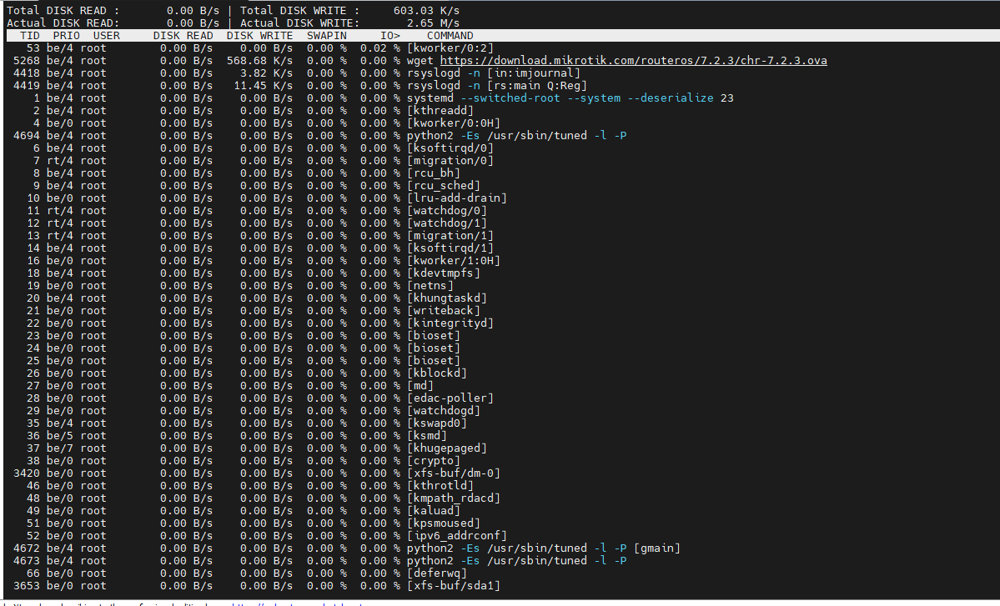 Total DISK READ :       0.00 B/s | Total DISK WRITE :     603.03 K/s
Actual DISK READ:       0.00 B/s | Actual DISK WRITE:       2.65 M/s
TID  PRIO  USER     DISK READ  DISK WRITE  SWAPIN     IO>    COMMAND
53 be/4 root        0.00 B/s    0.00 B/s  0.00 %  0.02 % [kworker/0:2]
5268 be/4 root        0.00 B/s  568.68 K/s  0.00 %  0.00 % wget https://download.mikrotik.com/routeros/7.2.3/chr-7.2.3.ova
4418 be/4 root        0.00 B/s    3.82 K/s  0.00 %  0.00 % rsyslogd -n [in:imjournal]
4419 be/4 root        0.00 B/s   11.45 K/s  0.00 %  0.00 % rsyslogd -n [rs:main Q:Reg]
1 be/4 root        0.00 B/s    0.00 B/s  0.00 %  0.00 % systemd --switched-root --system --deserialize 23
2 be/4 root        0.00 B/s    0.00 B/s  0.00 %  0.00 % [kthreadd]
4 be/0 root        0.00 B/s    0.00 B/s  0.00 %  0.00 % [kworker/0:0H]
4694 be/4 root        0.00 B/s    0.00 B/s  0.00 %  0.00 % python2 -Es /usr/sbin/tuned -l -P
6 be/4 root        0.00 B/s    0.00 B/s  0.00 %  0.00 % [ksoftirqd/0]
7 rt/4 root        0.00 B/s    0.00 B/s  0.00 %  0.00 % [migration/0]
8 be/4 root        0.00 B/s    0.00 B/s  0.00 %  0.00 % [rcu_bh]
9 be/4 root        0.00 B/s    0.00 B/s  0.00 %  0.00 % [rcu_sched]
10 be/0 root        0.00 B/s    0.00 B/s  0.00 %  0.00 % [lru-add-drain]
11 rt/4 root        0.00 B/s    0.00 B/s  0.00 %  0.00 % [watchdog/0]
12 rt/4 root        0.00 B/s    0.00 B/s  0.00 %  0.00 % [watchdog/1]
13 rt/4 root        0.00 B/s    0.00 B/s  0.00 %  0.00 % [migration/1]
14 be/4 root        0.00 B/s    0.00 B/s  0.00 %  0.00 % [ksoftirqd/1]
16 be/0 root        0.00 B/s    0.00 B/s  0.00 %  0.00 % [kworker/1:0H]
18 be/4 root        0.00 B/s    0.00 B/s  0.00 %  0.00 % [kdevtmpfs]
19 be/0 root        0.00 B/s    0.00 B/s  0.00 %  0.00 % [netns]
20 be/4 root        0.00 B/s    0.00 B/s  0.00 %  0.00 % [khungtaskd]
21 be/0 root        0.00 B/s    0.00 B/s  0.00 %  0.00 % [writeback]
22 be/0 root        0.00 B/s    0.00 B/s  0.00 %  0.00 % [kintegrityd]
23 be/0 root        0.00 B/s    0.00 B/s  0.00 %  0.00 % [bioset]
24 be/0 root        0.00 B/s    0.00 B/s  0.00 %  0.00 % [bioset]
25 be/0 root        0.00 B/s    0.00 B/s  0.00 %  0.00 % [bioset]
26 be/0 root        0.00 B/s    0.00 B/s  0.00 %  0.00 % [kblockd]
27 be/0 root        0.00 B/s    0.00 B/s  0.00 %  0.00 % [md]
28 be/0 root        0.00 B/s    0.00 B/s  0.00 %  0.00 % [edac-poller]
29 be/0 root        0.00 B/s    0.00 B/s  0.00 %  0.00 % [watchdogd]
35 be/4 root        0.00 B/s    0.00 B/s  0.00 %  0.00 % [kswapd0]
36 be/5 root        0.00 B/s    0.00 B/s  0.00 %  0.00 % [ksmd]
37 be/7 root        0.00 B/s    0.00 B/s  0.00 %  0.00 % [khugepaged]
38 be/0 root        0.00 B/s    0.00 B/s  0.00 %  0.00 % [crypto]
3420 be/0 root        0.00 B/s    0.00 B/s  0.00 %  0.00 % [xfs-buf/dm-0]
46 be/0 root        0.00 B/s    0.00 B/s  0.00 %  0.00 % [kthrotld]
48 be/0 root        0.00 B/s    0.00 B/s  0.00 %  0.00 % [kmpath_rdacd]
49 be/0 root        0.00 B/s    0.00 B/s  0.00 %  0.00 % [kaluad]
51 be/0 root        0.00 B/s    0.00 B/s  0.00 %  0.00 % [kpsmoused]
52 be/0 root        0.00 B/s    0.00 B/s  0.00 %  0.00 % [ipv6_addrconf]
4672 be/4 root        0.00 B/s    0.00 B/s  0.00 %  0.00 % python2 -Es /usr/sbin/tuned -l -P [gmain]
4673 be/4 root        0.00 B/s    0.00 B/s  0.00 %  0.00 % python2 -Es /usr/sbin/tuned -l -P
66 be/0 root        0.00 B/s    0.00 B/s  0.00 %  0.00 % [deferwq]
3653 be/0 root        0.00 B/s    0.00 B/s  0.00 %  0.00 % [xfs-buf/sda1]